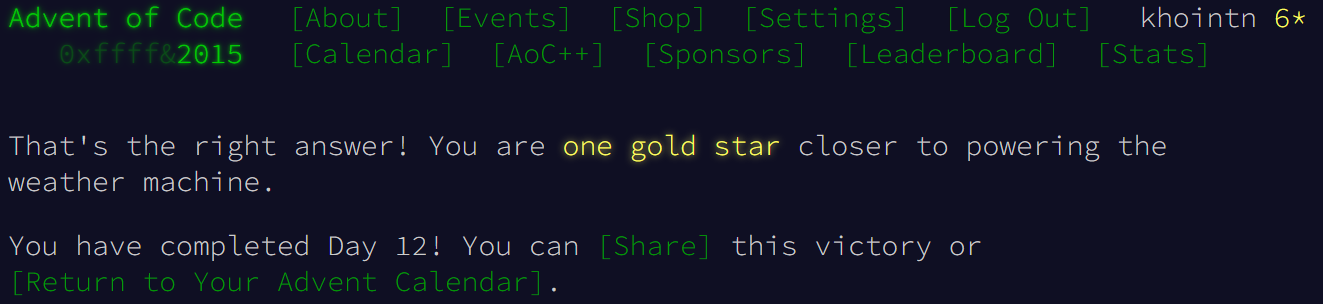 Advent of Code [About] [Events] [Shop] [Settings] [Log Out] khointn 6*
0xffff&2015 [Calendar] [AoC++] [Sponsors] [Leaderboard] [Stats]
That's the right answer! You are one gold star closer to powering the
weather machine.
You have completed Day 12! You can [Share] this victory or
[Return to Your Advent Calendar].